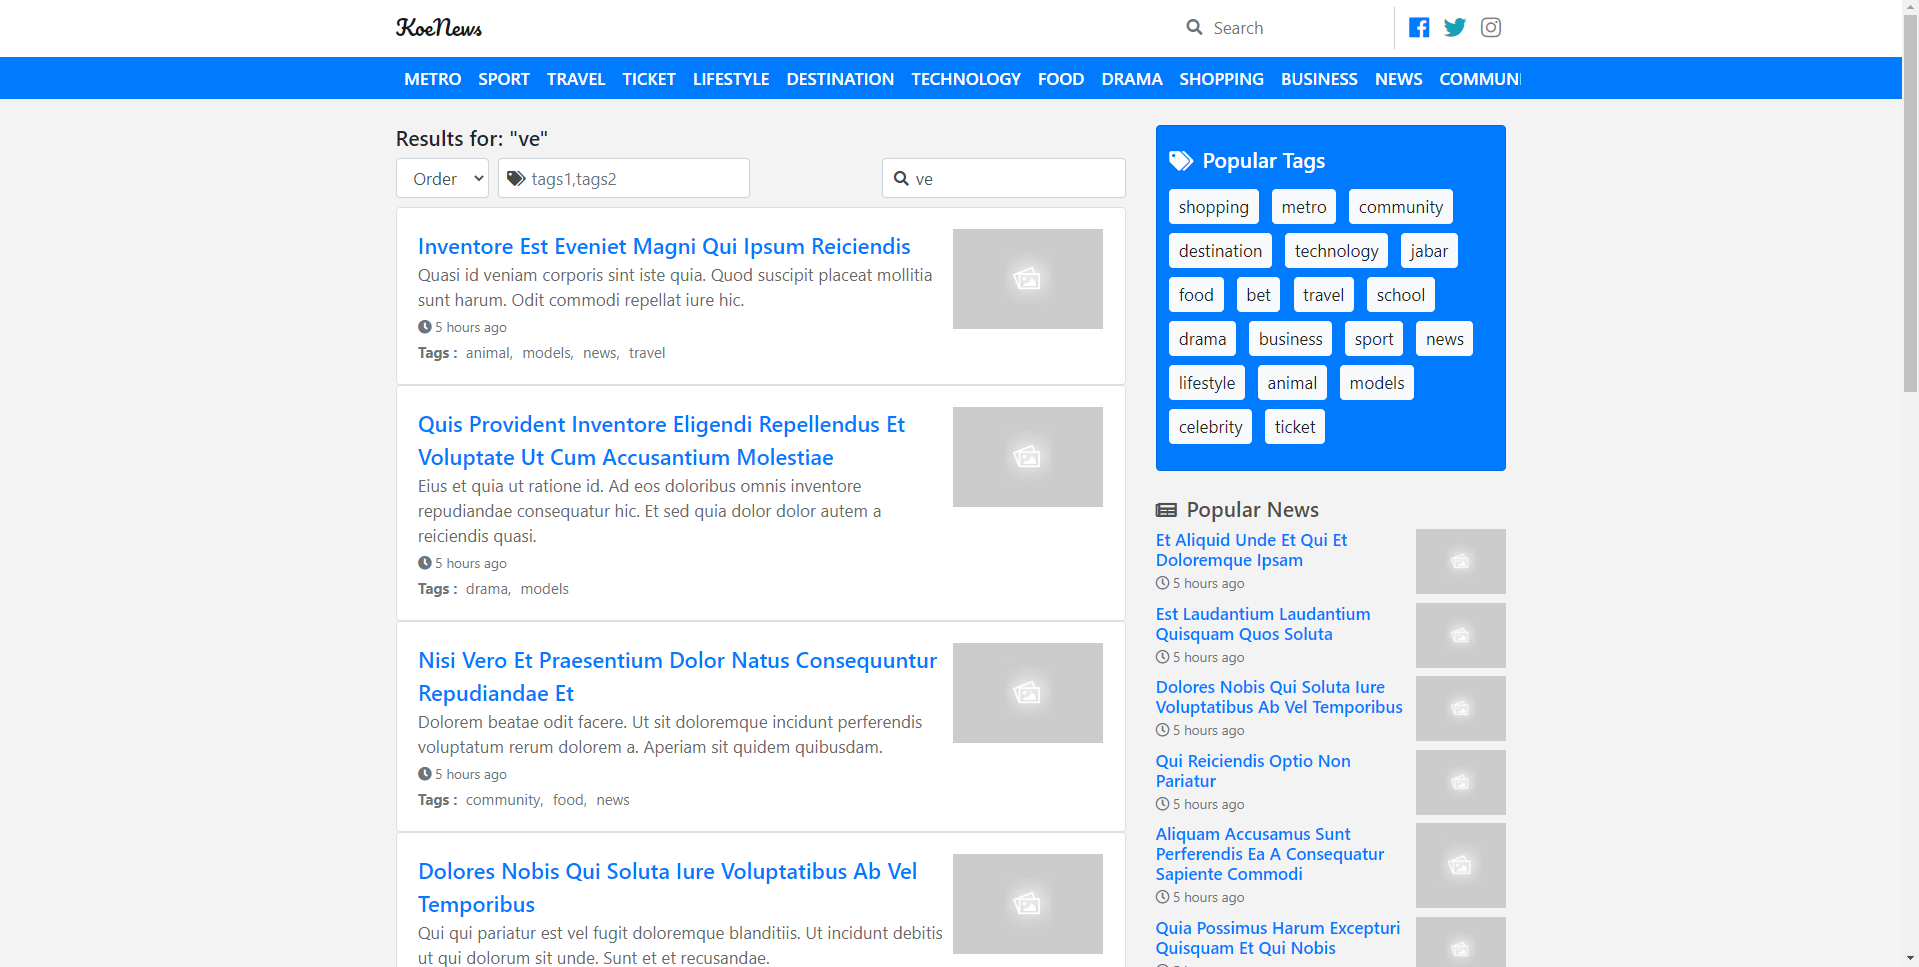 KoeNews
Search
METRO SPORT TRAVEL TICKET LIFESTYLE DESTINATION TECHNOLOGY FOOD DRAMA SHOPPING BUSINESS NEWS COMMUNI
Results for: "ve"
Order
tags1,tags2
ve
Inventore Est Eveniet Magni Qui Ipsum Reiciendis
Quasi id veniam corporis sint iste quia. Quod suscipit placeat mollitia
sunt harum. Odit commodi repellat iure hic.
5 hours ago
Tags : animal, models, news, travel
Quis Provident Inventore Eligendi Repellendus Et
Voluptate Ut Cum Accusantium Molestiae
Eius et quia ut ratione id. Ad eos doloribus omnis inventore
repudiandae consequatur hic. Et sed quia dolor dolor autem a
reiciendis quasi.
5 hours ago
Tags : drama, models
Nisi Vero Et Praesentium Dolor Natus Consequuntur
Repudiandae Et
Dolorem beatae odit facere. Ut sit doloremque incidunt perferendis
voluptatum rerum dolorem a. Aperiam sit quidem quibusdam.
5 hours ago
Tags : community, food, news
Dolores Nobis Qui Soluta Iure Voluptatibus Ab Vel
Temporibus
Qui qui pariatur est vel fugit doloremque blanditiis. Ut incidunt debitis
ut qui dolorum sit unde. Sunt et et recusandae.
Popular Tags
shopping metro community
destination technology jabar
food bet travel school
drama business sport news
lifestyle animal models
celebrity ticket
Popular News
Et Aliquid Unde Et Qui Et
Doloremque Ipsam
5 hours ago
Est Laudantium Laudantium
Quisquam Quos Soluta
5 hours ago
Dolores Nobis Qui Soluta Iure
Voluptatibus Ab Vel Temporibus
5 hours ago
Qui Reiciendis Optio Non
Pariatur
5 hours ago
Aliquam Accusamus Sunt
Perferendis Ea A Consequatur
Sapiente Commodi
5 hours ago
Quia Possimus Harum Excepturi
Quisquam Et Qui Nobis